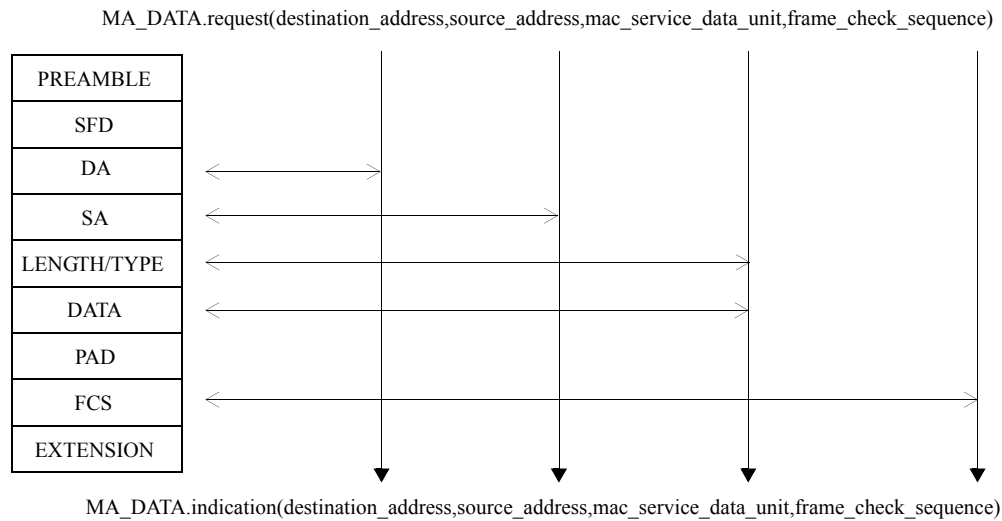 MA_DATA.request(destination_address,source_address,mac_service_data_unit,frame_check_sequence)
PREAMBLE
SFD
DA
SA
LENGTH/TYPE
DATA
PAD
FCS
EXTENSION
MA_DATA.indication(destination_address,source_address,mac_service_data_unit,frame_check_sequence)